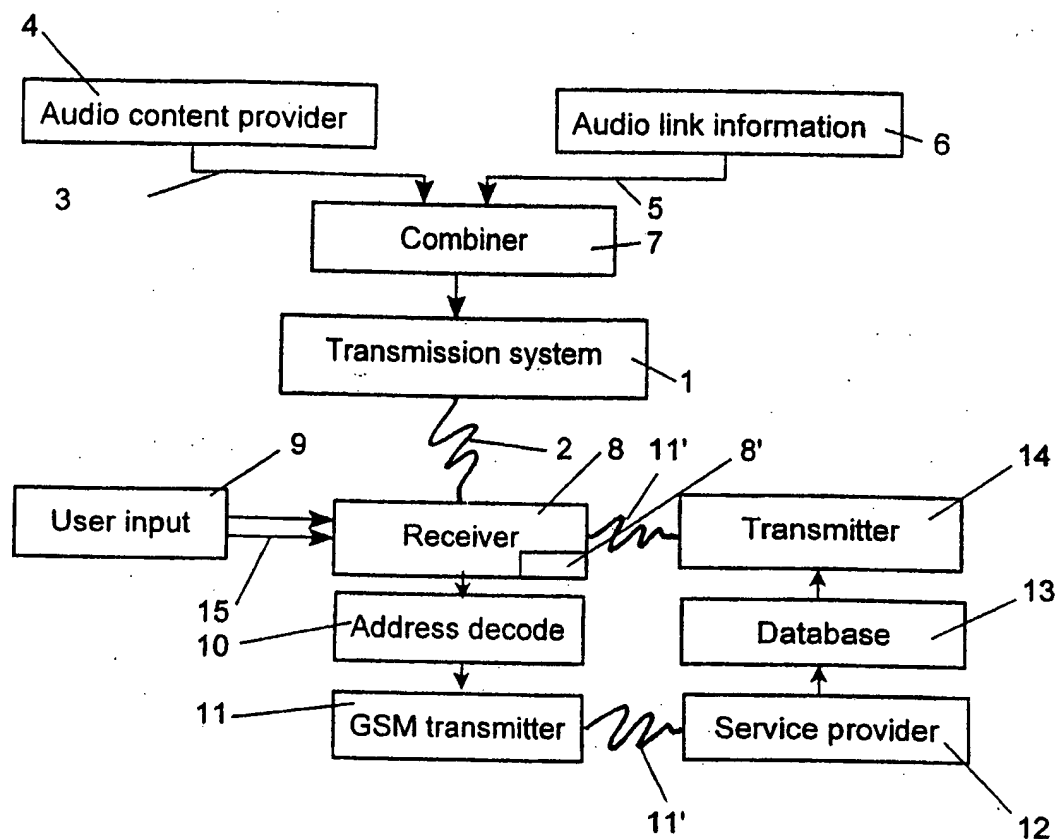 4
Audio content provider
Audio link information
6
3
5
Combiner
7
Transmission system
1
9
2
8
11'
8'
14
User input
Receiver
Transmitter
15
13
10
Address decode
Database
11
GSM transmitter
Service provider
11'
12